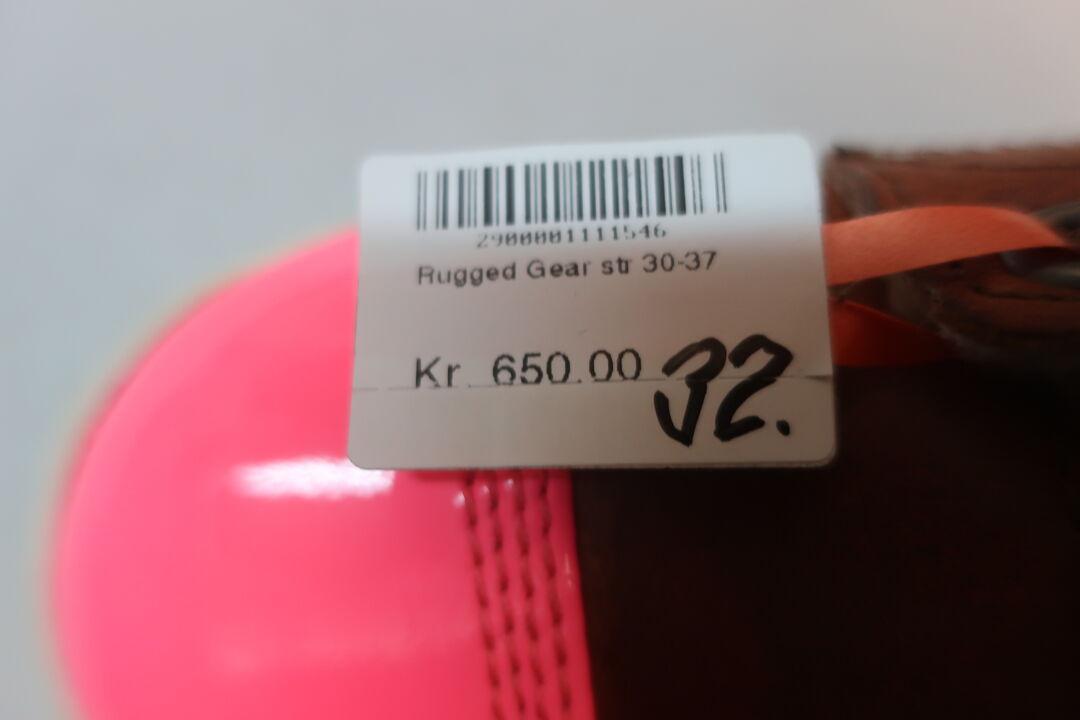 2900001111546
Rugged Gear str 30-37
Kr 650.00
32.